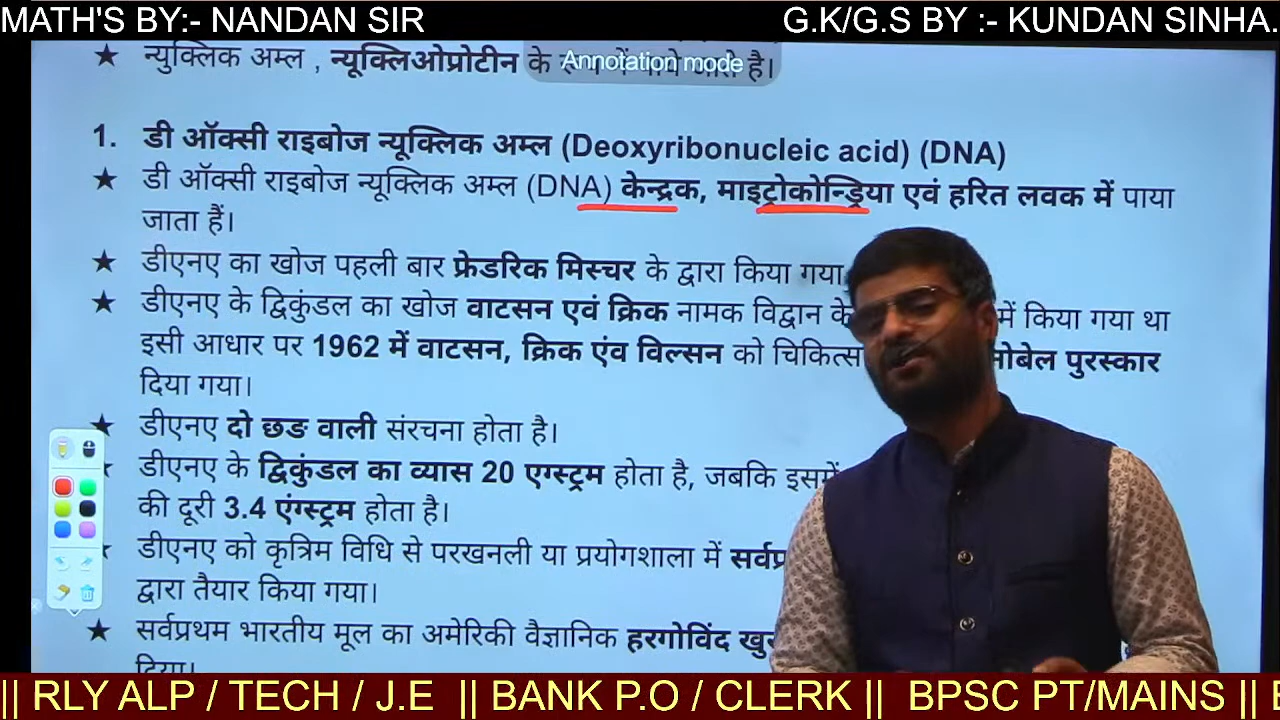 MATH'S BY:- NANDAN SIR G.K/G.S BY :- KUNDAN SINHA.
★ न्युक्लिक अम्ल , न्यूक्लिओप्रोटीन के है।
Annotation mode
1. डी ऑक्सी राइबोज न्यूक्लिक अम्ल (Deoxyribonucleic acid) (DNA)
★ डी ऑक्सी राइबोज न्यूक्लिक अम्ल (DNA) केन्द्रक, माइट्रोकोन्ड्रिया एवं हरित लवक में पाया
जाता हैं।
★ डीएनए का खोज पहली बार फ्रेडरिक मिस्चर के द्वारा किया गया
★ डीएनए के द्विकुंडल का खोज वाटसन एवं क्रिक नामक विद्वान के में किया गया था
इसी आधार पर 1962 में वाटसन, क्रिक एंव विल्सन को नोबेल पुरस्कार
दिया गया।
★ डीएनए दो छङ वाली संरचना होता है।
★ डीएनए के द्विकुंडल का व्यास 20 एग्स्ट्रम होता है, जबकि इसमें
की दूरी 3.4 एंग्स्ट्रम होता है।
★ डीएनए को कृत्रिम विधि से परखनली या प्रयोगशाला में
द्वारा तैयार किया गया।
★ सर्वप्रथम भारतीय मूल का अमेरिकी वैज्ञानिक हरगोविंद
दिया।
|| RLY ALP / TECH / J.E || BANK P.O / CLERK || BPSC PT/MAINS ||